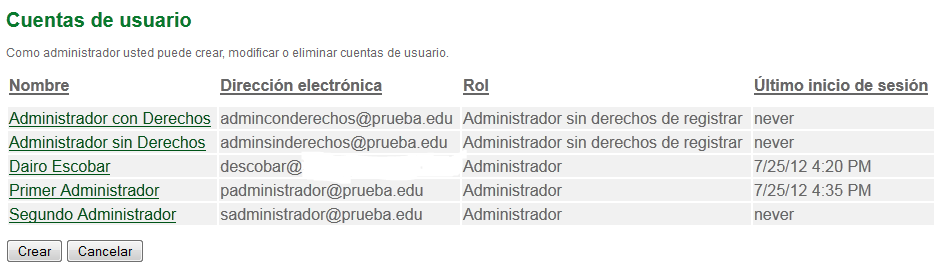 Cuentas de usuario
Como administrador usted puede crear, modificar o eliminar cuentas de usuario.
Nombre Dirección electrónica Rol Último inicio de sesión
Administrador con Derechos adminconderechos@prueba.edu Administrador sin derechos de registrar never
Administrador sin Derechos adminsinderechos@prueba.edu Administrador sin derechos de registrar never
Dairo Escobar descobar@ Administrador 7/25/12 4:20 PM
Primer Administrador padministrador@prueba.edu Administrador 7/25/12 4:35 PM
Segundo Administrador sadministrador@prueba.edu Administrador never
Crear Cancelar